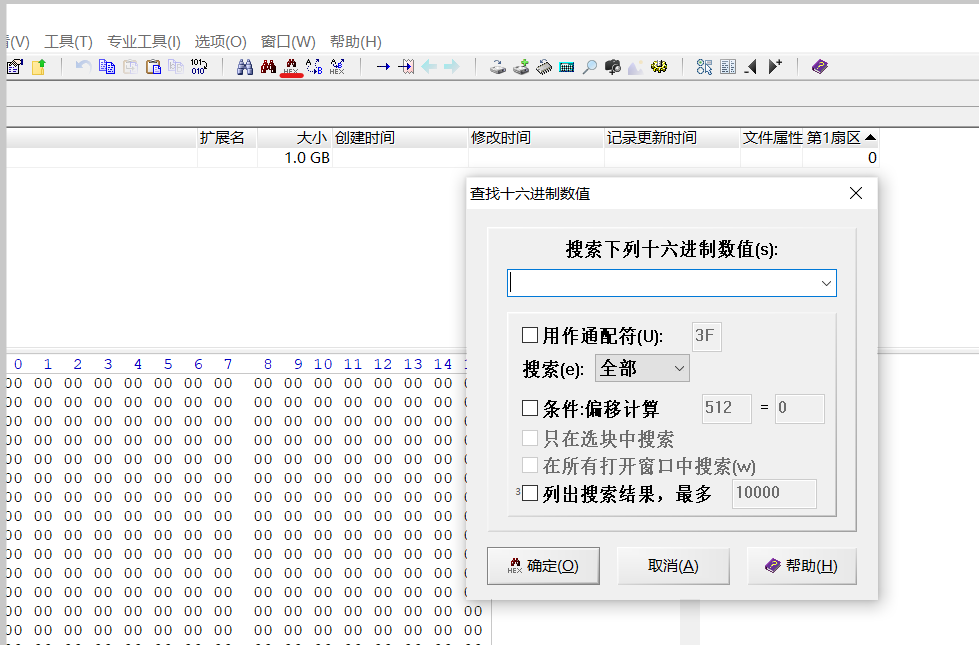 (V) 工具(T) 专业工具(I) 选项(O) 窗口(W) 帮助(H)
扩展名 大小 创建时间 修改时间 记录更新时间 文件属性 第1扇区
1.0 GB 0
查找十六进制数值
搜索下列十六进制数值(s):
用作通配符(U): 3F
搜索(e): 全部
条件:偏移计算 512 = 0
只在选块中搜索
在所有打开窗口中搜索(w)
3 列出搜索结果，最多 10000
HEX 确定(O) 取消(A) 帮助(H)
0 1 2 3 4 5 6 7 8 9 10 11 12 13 14
00 00 00 00 00 00 00 00 00 00 00 00 00 00 00
00 00 00 00 00 00 00 00 00 00 00 00 00 00 00
00 00 00 00 00 00 00 00 00 00 00 00 00 00 00
00 00 00 00 00 00 00 00 00 00 00 00 00 00 00
00 00 00 00 00 00 00 00 00 00 00 00 00 00 00
00 00 00 00 00 00 00 00 00 00 00 00 00 00 00
00 00 00 00 00 00 00 00 00 00 00 00 00 00 00
00 00 00 00 00 00 00 00 00 00 00 00 00 00 00
00 00 00 00 00 00 00 00 00 00 00 00 00 00 00
00 00 00 00 00 00 00 00 00 00 00 00 00 00 00
00 00 00 00 00 00 00 00 00 00 00 00 00 00 00
00 00 00 00 00 00 00 00 00 00 00 00 00 00 00
00 00 00 00 00 00 00 00 00 00 00 00 00 00 00 00
00 00 00 00 00 00 00 00 00 00 00 00 00 00 00 00